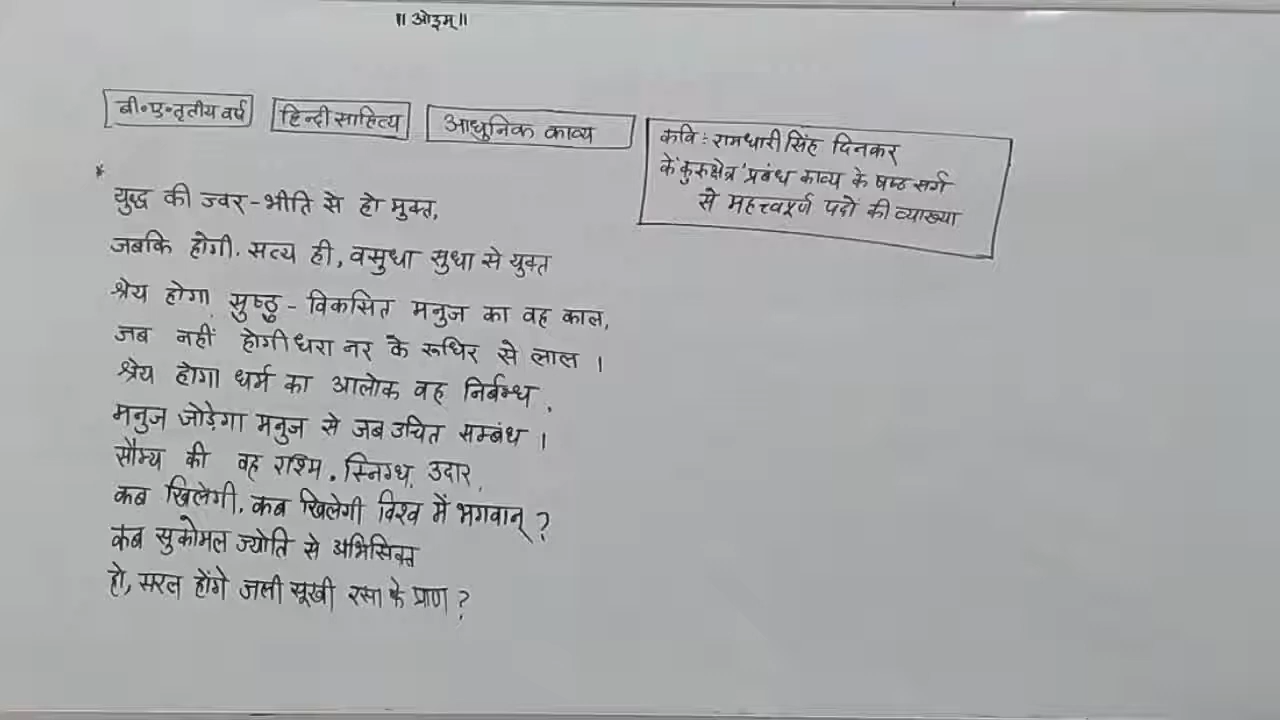 ॥ ओइम् ॥
बी॰ए॰तृतीय वर्ष
हिन्दी साहित्य
आधुनिक काव्य
कवि : रामधारी सिंह दिनकर
के 'कुरुक्षेत्र' प्रबंध काव्य के षष्ठ सर्ग
से महत्त्वपूर्ण पदों की व्याख्या
* युद्ध की ज्वर-भीति से हो मुक्त,
जबकि होगी. सत्य ही, वसुधा सुधा से युक्त
श्रेय होगा सुष्ठु - विकसित मनुज का वह काल,
जब नहीं होगी धरा नर के रूधिर से लाल ।
श्रेय होगा धर्म का आलोक वह निर्बन्ध,
मनुज जोड़ेगा मनुज से जब उचित सम्बंध ।
सौम्य की वह रश्मि. स्निग्ध, उदार,
कब खिलेगी, कब खिलेगी विश्व में भगवान् ?
कब सुकोमल ज्योति से अभिसिक्त
हो, सरल होंगे जली सूखी रसा के प्राण ?